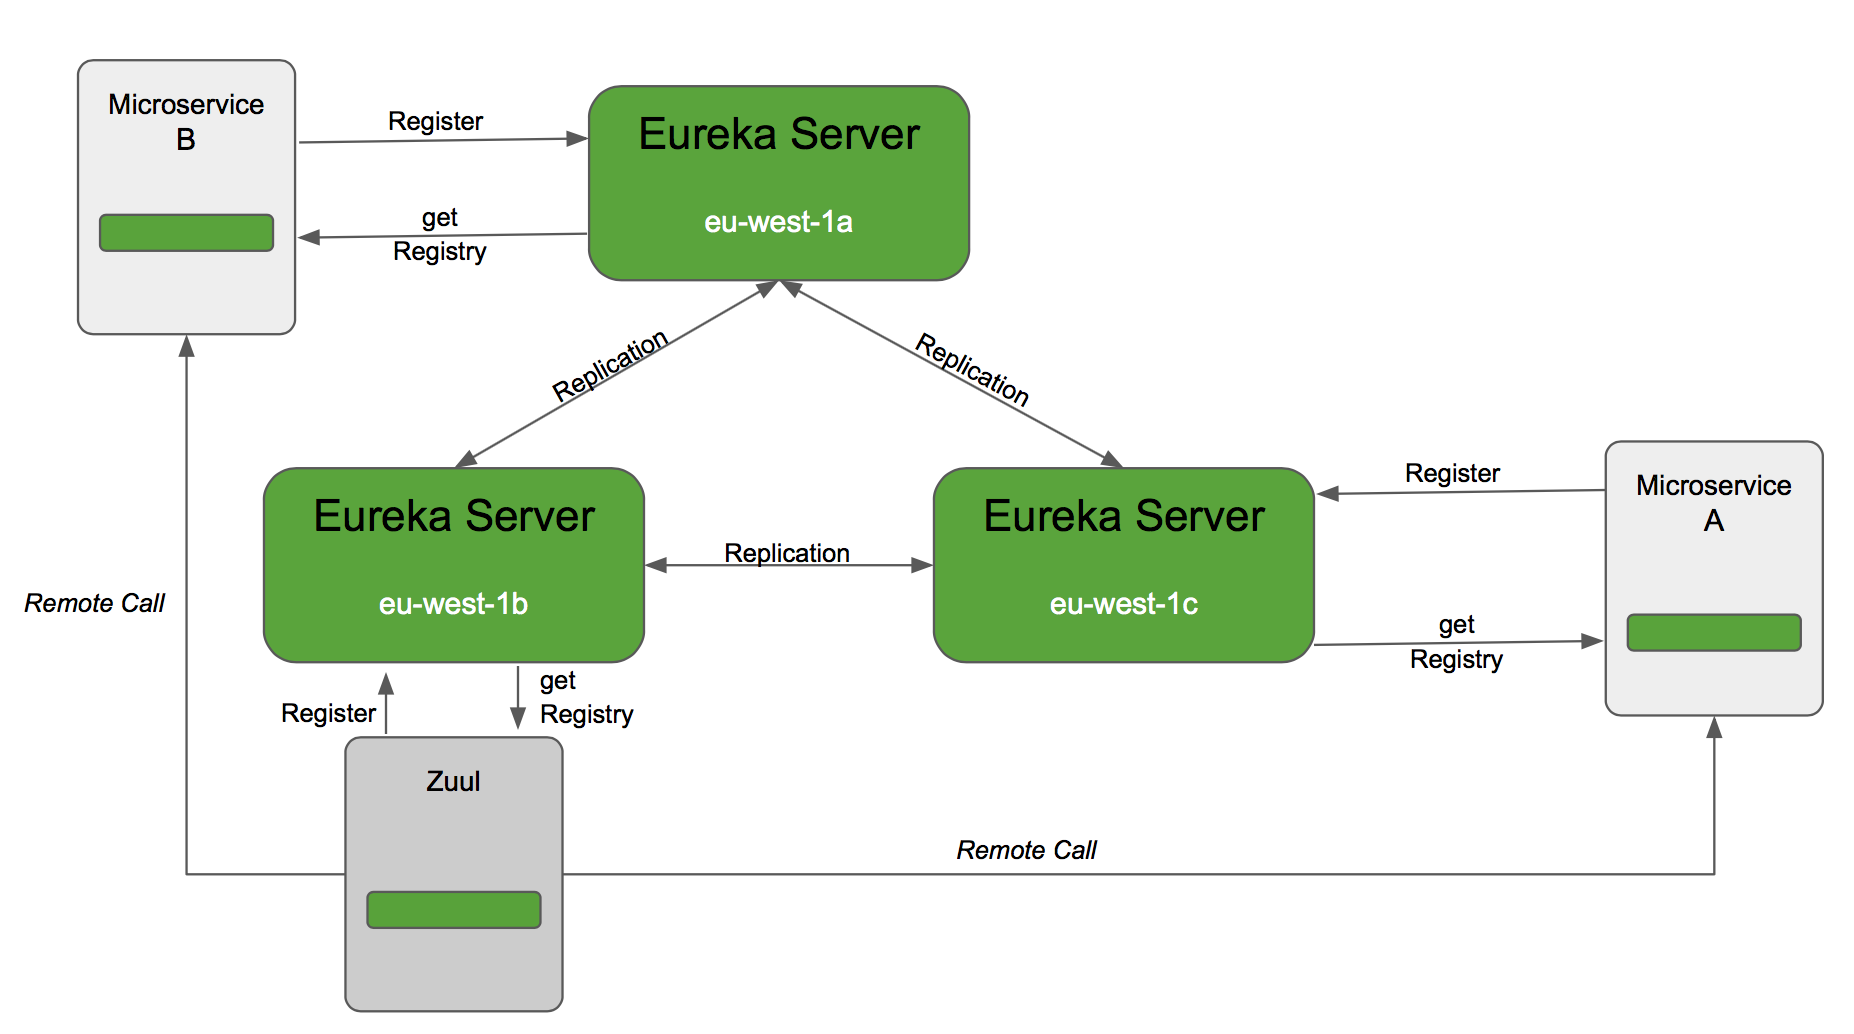 Microservice
B
Register
get
Registry
Eureka Server
eu-west-1a
Replication
Replication
Eureka Server
eu-west-1b
Replication
Eureka Server
eu-west-1c
Register
get
Registry
Microservice
A
Remote Call
Register
get
Registry
Zuul
Remote Call